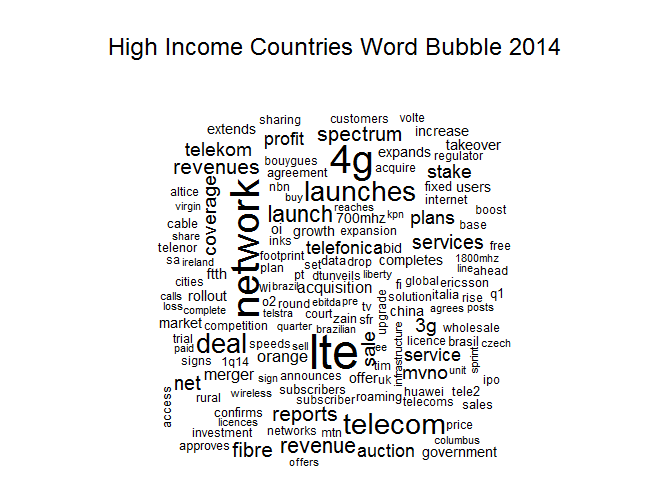 High Income Countries Word Bubble 2014
sharing customers volte
extends profit spectrum increase
telekom 4g expands takeover
revenues bouygues acquire regulator
agreement stake
altice nbn launches fixed users
virgin buy internet
coverage network launch reaches 700mhz kpn plans boost
cable oi growth expansion base
share inks telefonica bid services free
telenor footprint
sa ireland plan set data drop completes 1800mhz
ftth pt dtunveils liberty line ahead
cities wi brazil acquisition fi global ericsson
calls rollout o2 round ebitda pre tv solution italia rise q1
loss complete telstra court zain sfr upgrade china agrees posts
market competition quarter brazilian 3g wholesale
trial deal speeds sell lte sale ee infrastructure licence brasil czech
paid orange service sprint
signs 1q14 tim
net merger sign announces offer uk mvno unit ipo
rural wireless subscribers roaming huawei tele2
access subscriber telecoms sales
confirms reports telecom price
licences
investment networks mtn columbus
approves fibre revenue auction government
offers